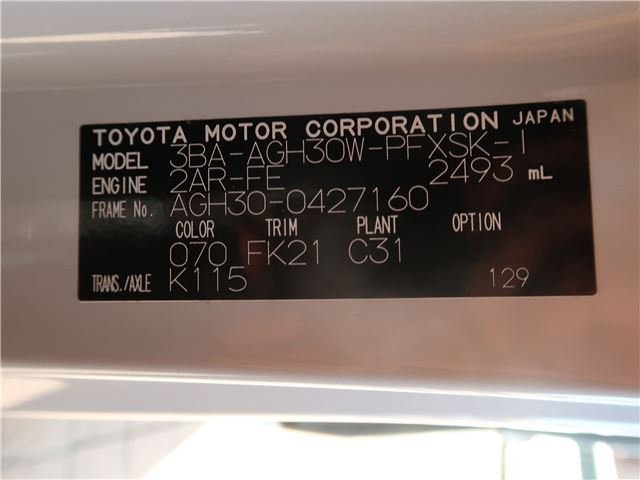 TOYOTA MOTOR CORPORATION JAPAN
MODEL 3BA-AGH30W-PFXSK-I
ENGINE 2AR-FE 2493 mL
FRAME No. AGH30-0427160
COLOR TRIM PLANT OPTION
070 FK21 C31
TRANS./AXLE K115 129